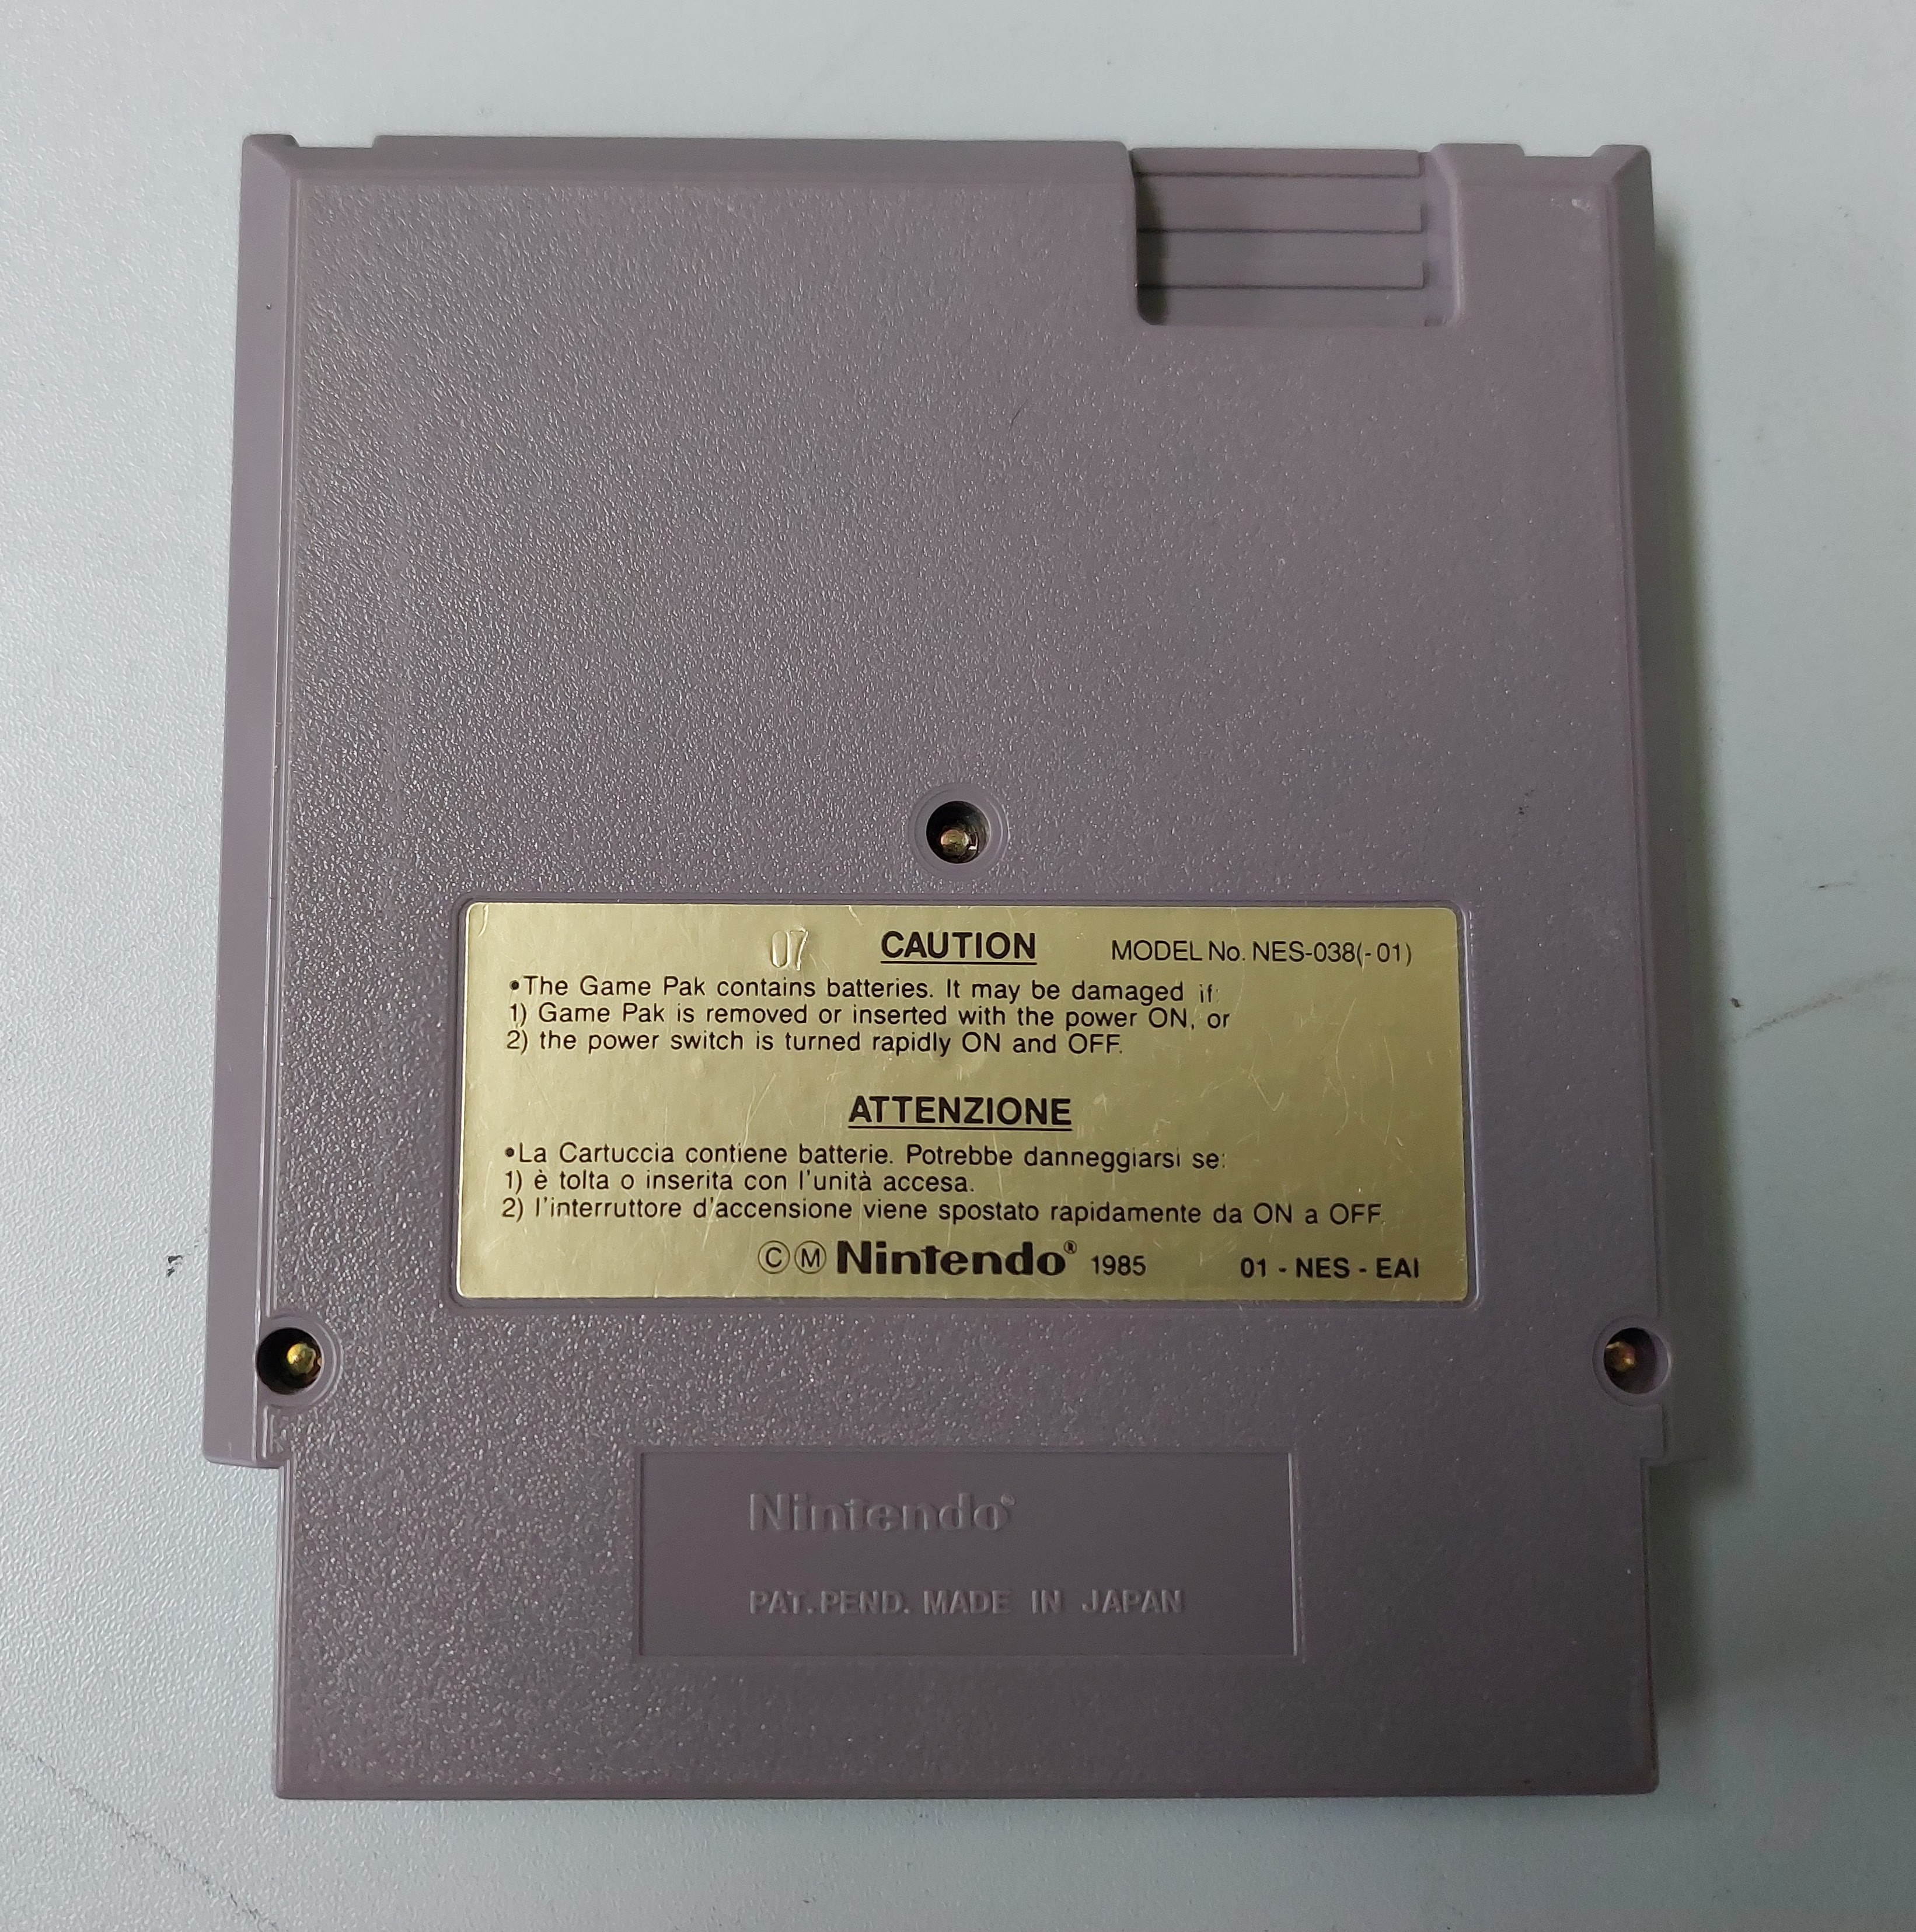 07 CAUTION MODEL No. NES-038(-01)
•The Game Pak contains batteries. It may be damaged if:
1) Game Pak is removed or inserted with the power ON, or
2) the power switch is turned rapidly ON and OFF.
ATTENZIONE
•La Cartuccia contiene batterie. Potrebbe danneggiarsi se:
1) è tolta o inserita con l'unità accesa.
2) l'interruttore d'accensione viene spostato rapidamente da ON a OFF.
ⒸⓂ Nintendo® 1985 01 - NES - EAI
Nintendo®
PAT. PEND. MADE IN JAPAN